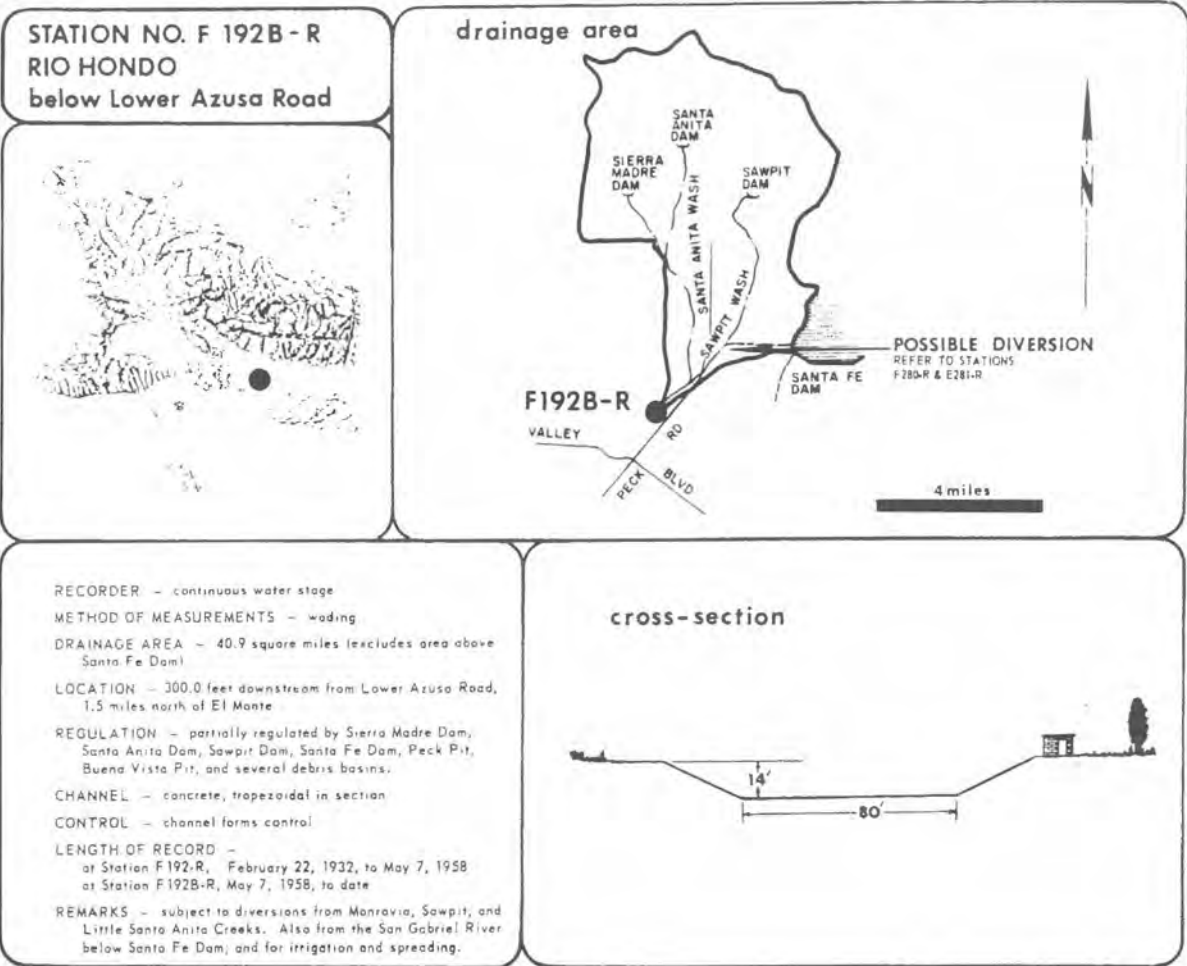 STATION NO. F 192B - R
RIO HONDO
below Lower Azusa Road
drainage area
SANTA
ANITA
DAM
SIERRA
MADRE
DAM
SAWPIT
DAM
SANTA ANITA WASH
SAWPIT WASH
N
POSSIBLE DIVERSION
REFER TO STATIONS
F280-R & E281-R
SANTA FE
DAM
F192B-R
VALLEY
BLVD
PECK
RD
4 miles
RECORDER – continuous water stage
METHOD OF MEASUREMENTS – wading
DRAINAGE AREA – 40.9 square miles (excludes area above
Santa Fe Dam)
LOCATION – 300.0 feet downstream from Lower Azusa Road,
1.5 miles north of El Monte
REGULATION – partially regulated by Sierra Madre Dam,
Santa Anita Dam, Sawpit Dam, Santa Fe Dam, Peck Pit,
Buena Vista Pit, and several debris basins.
CHANNEL – concrete, trapezoidal in section
CONTROL – channel forms control
LENGTH OF RECORD –
at Station F192-R, February 22, 1932, to May 7, 1958
at Station F192B-R, May 7, 1958, to date
REMARKS – subject to diversions from Monrovia, Sawpit, and
Little Santa Anita Creeks. Also from the San Gabriel River
below Santa Fe Dam, and for irrigation and spreading.
cross-section
14'
80'